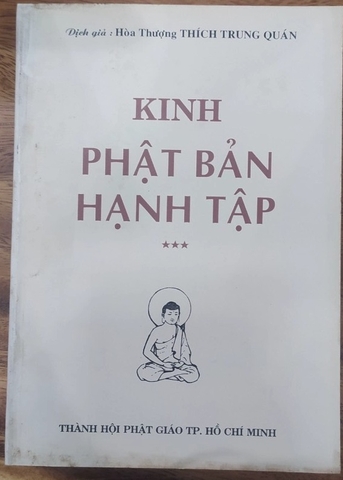 Dịch giả : Hòa Thượng THÍCH TRUNG QUÁN
KINH
PHẬT BẢN
HẠNH TẬP
***
THÀNH HỘI PHẬT GIÁO TP. HỒ CHÍ MINH